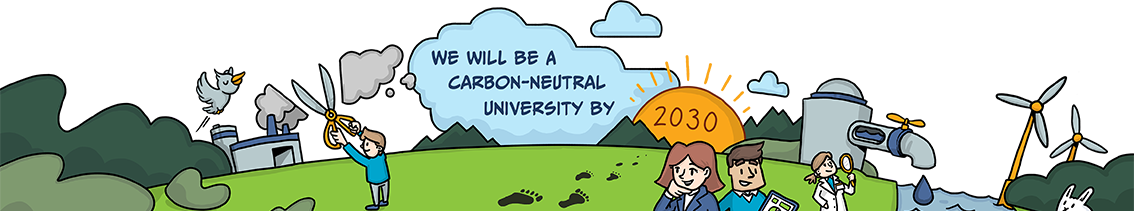 WE WILL BE A
CARBON-NEUTRAL
UNIVERSITY BY
2030